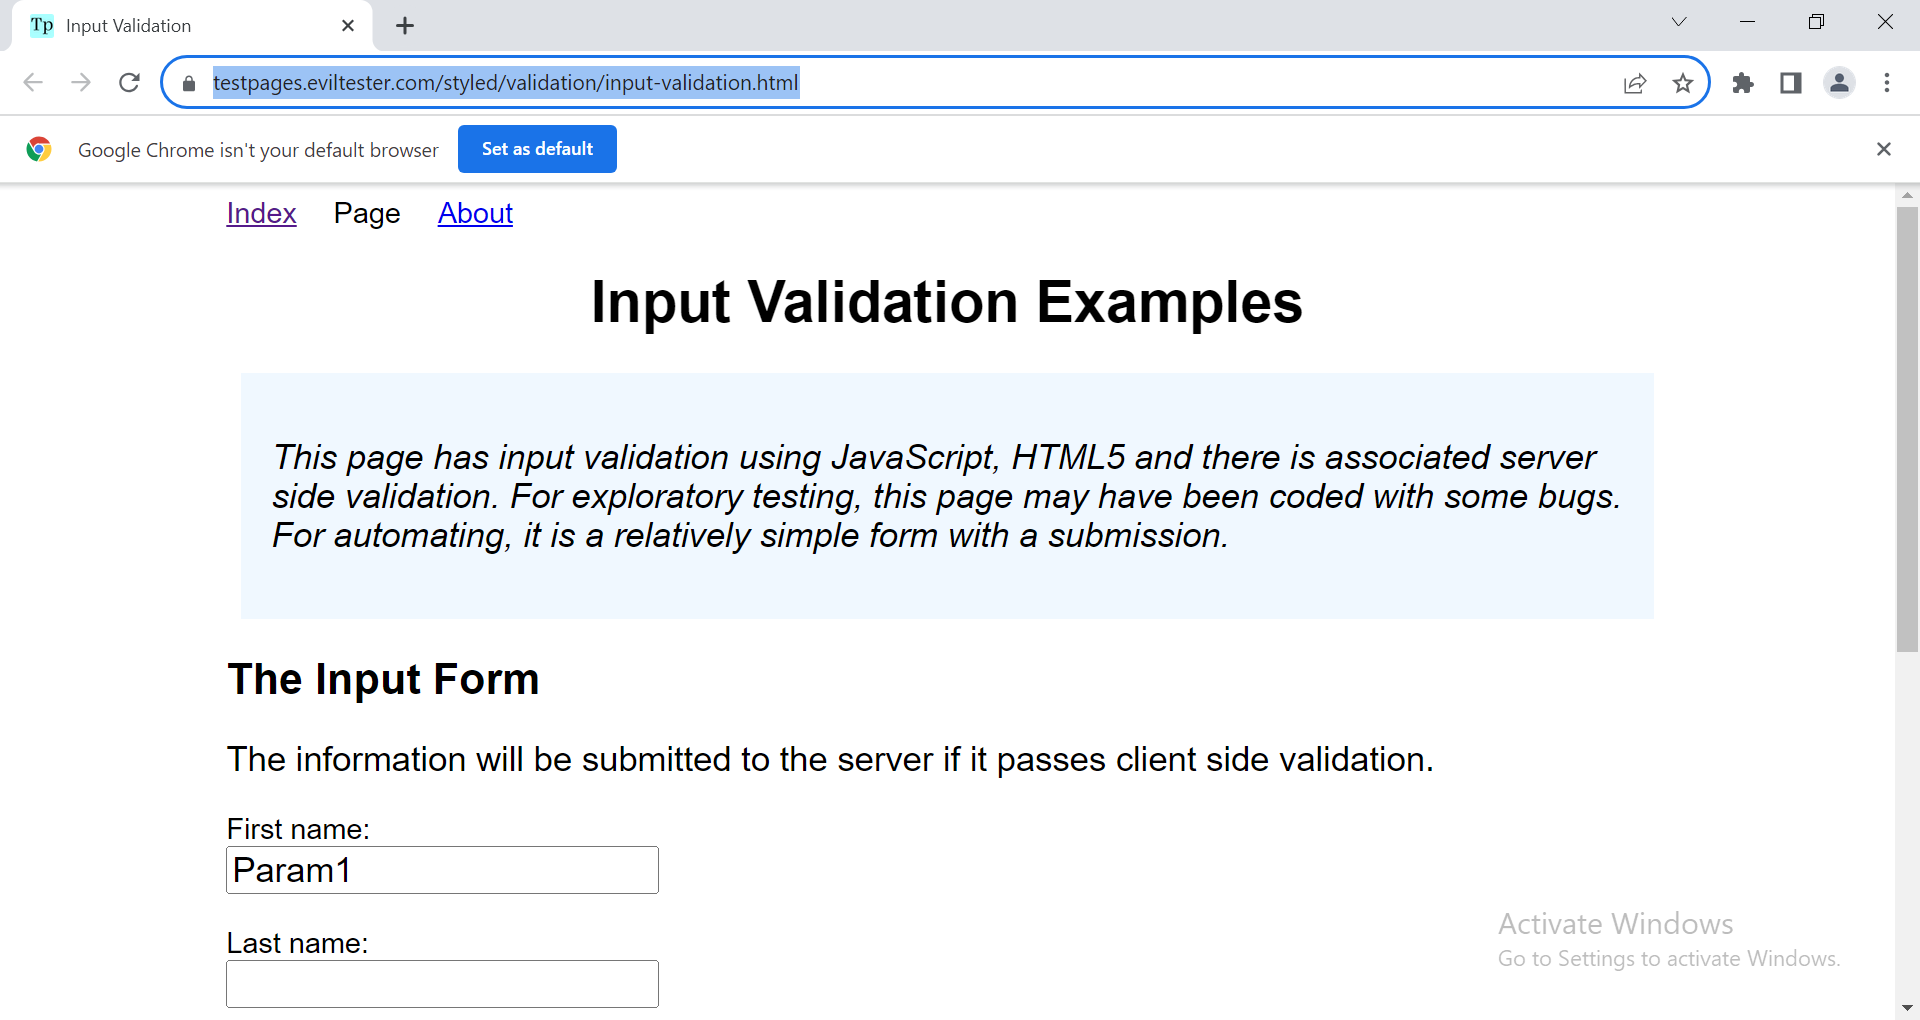 Tp Input Validation
testpages.eviltester.com/styled/validation/input-validation.html
Google Chrome isn't your default browser Set as default
Index Page About
Input Validation Examples
This page has input validation using JavaScript, HTML5 and there is associated server
side validation. For exploratory testing, this page may have been coded with some bugs.
For automating, it is a relatively simple form with a submission.
The Input Form
The information will be submitted to the server if it passes client side validation.
First name:
Param1
Last name:
Activate Windows
Go to Settings to activate Windows.